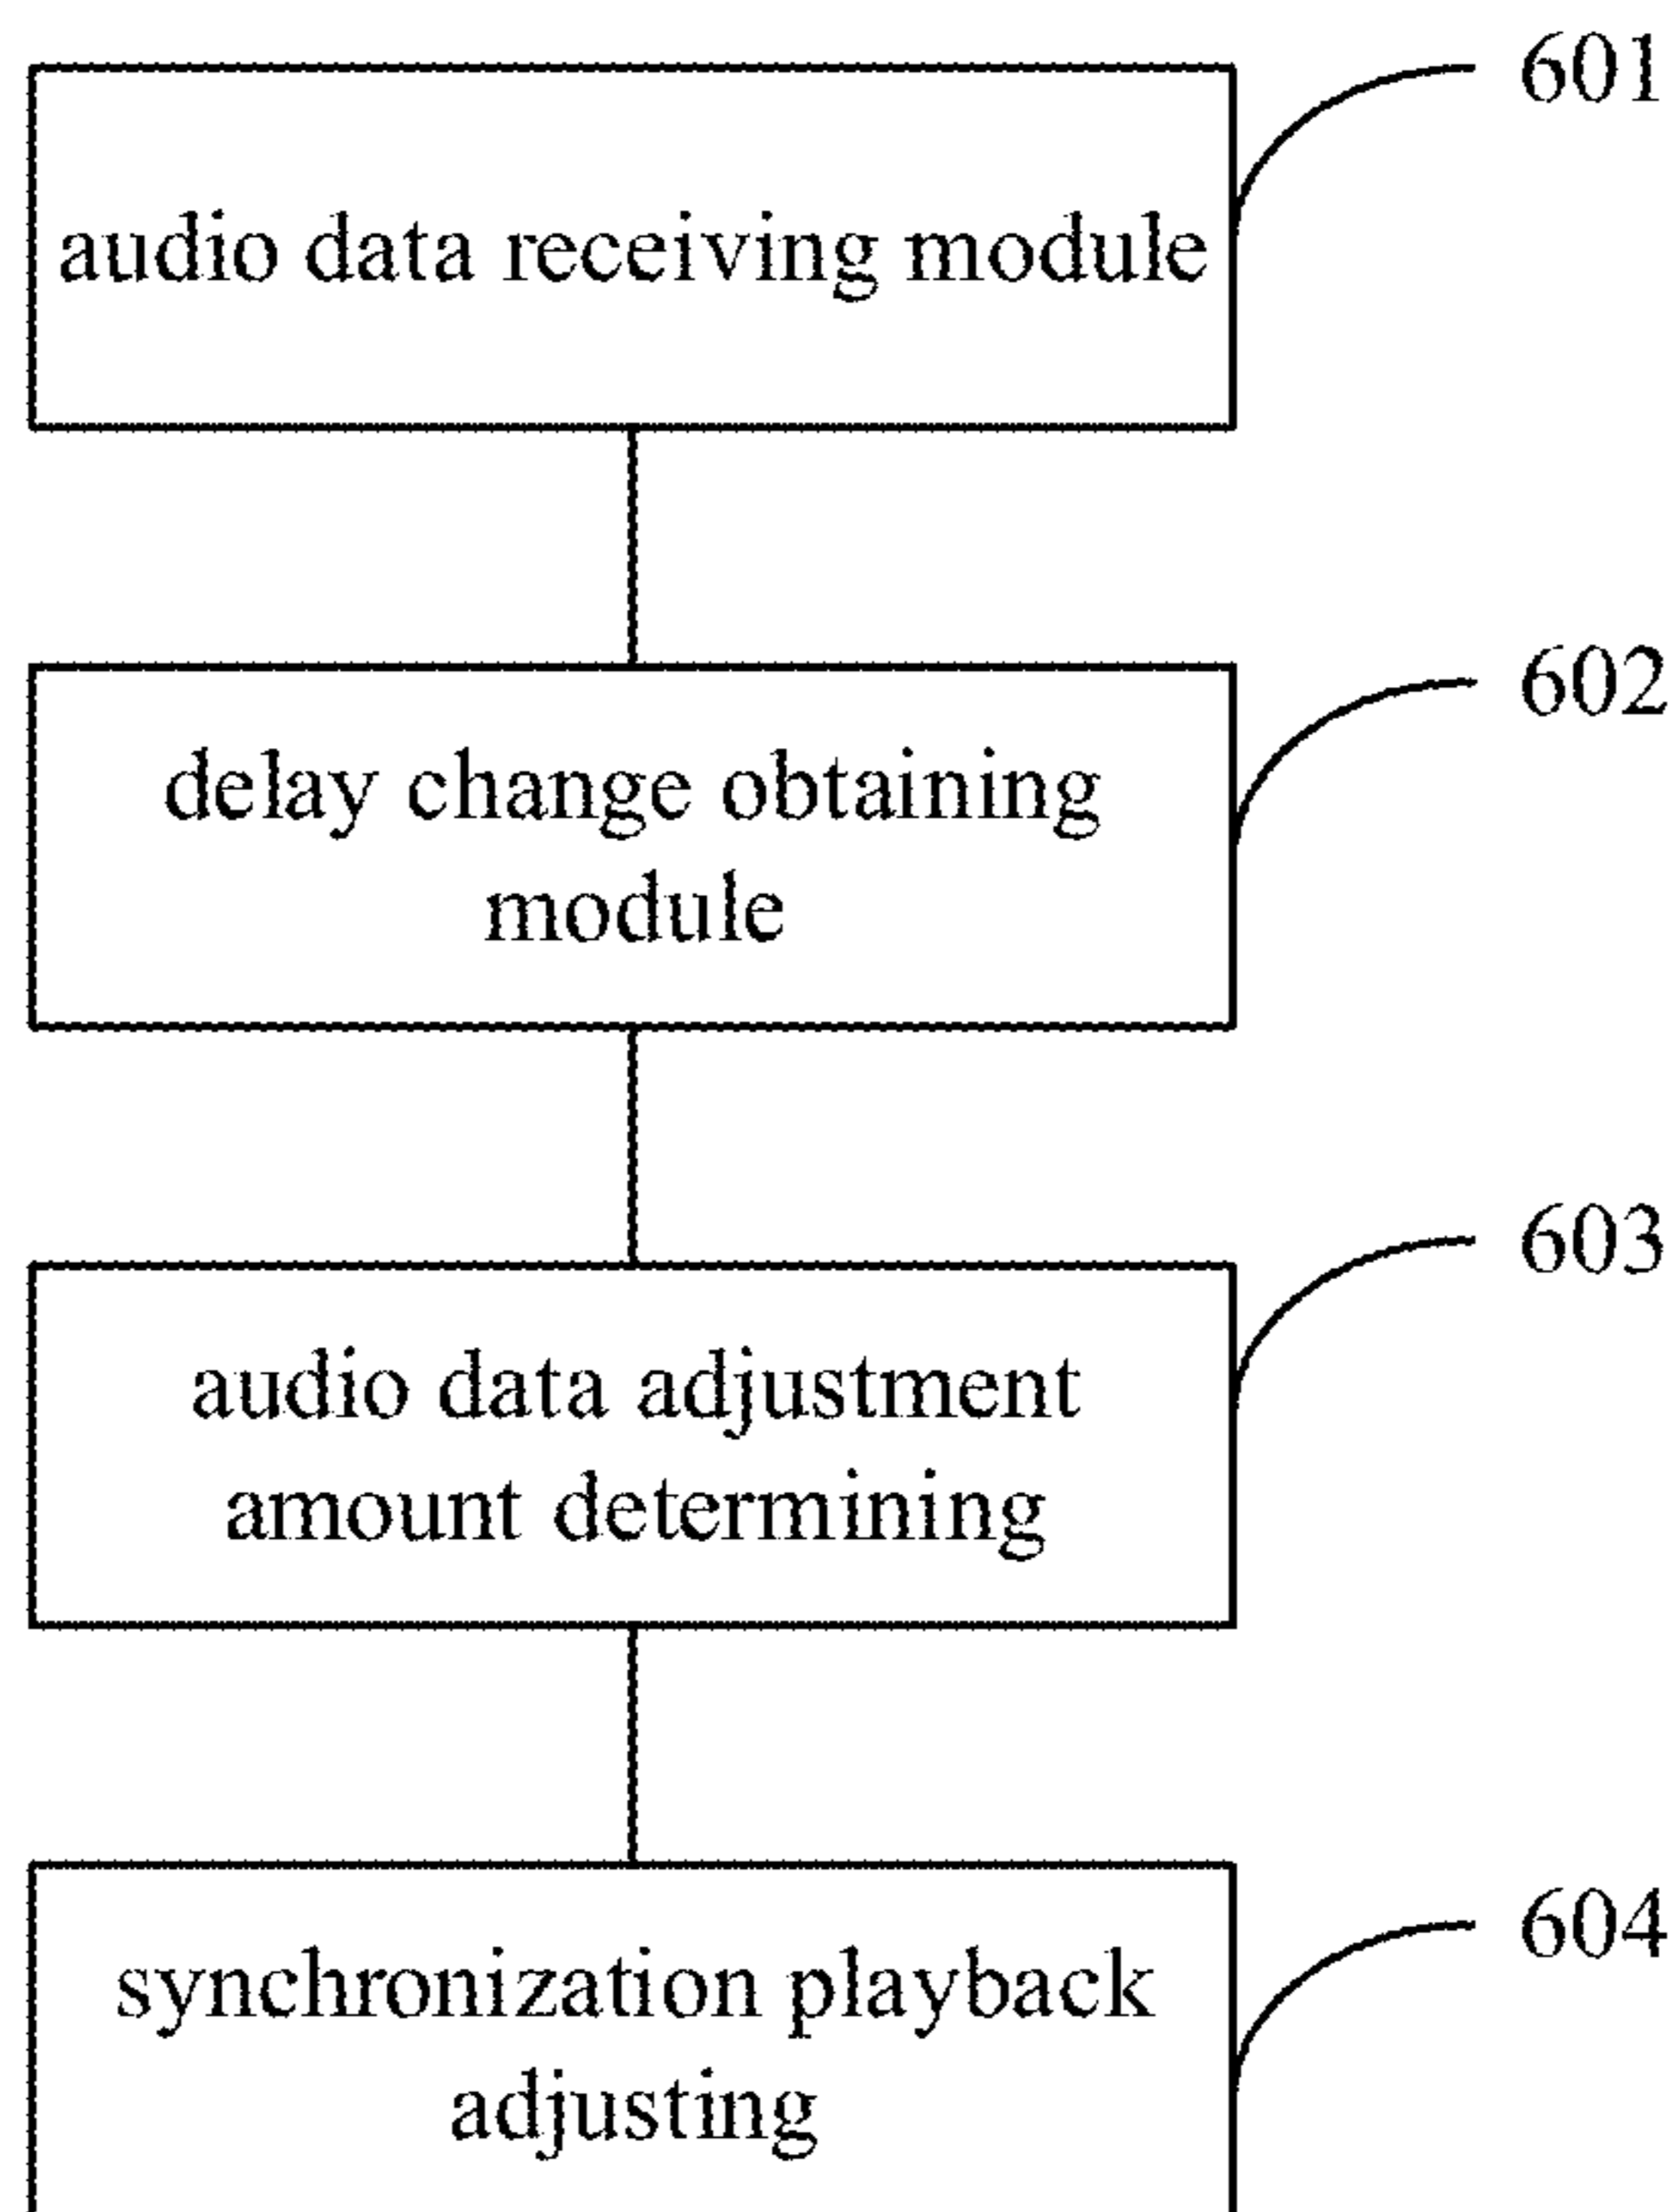 601
audio data receiving module
602
delay change obtaining
module
603
audio data adjustment
amount determining
604
synchronization playback
adjusting